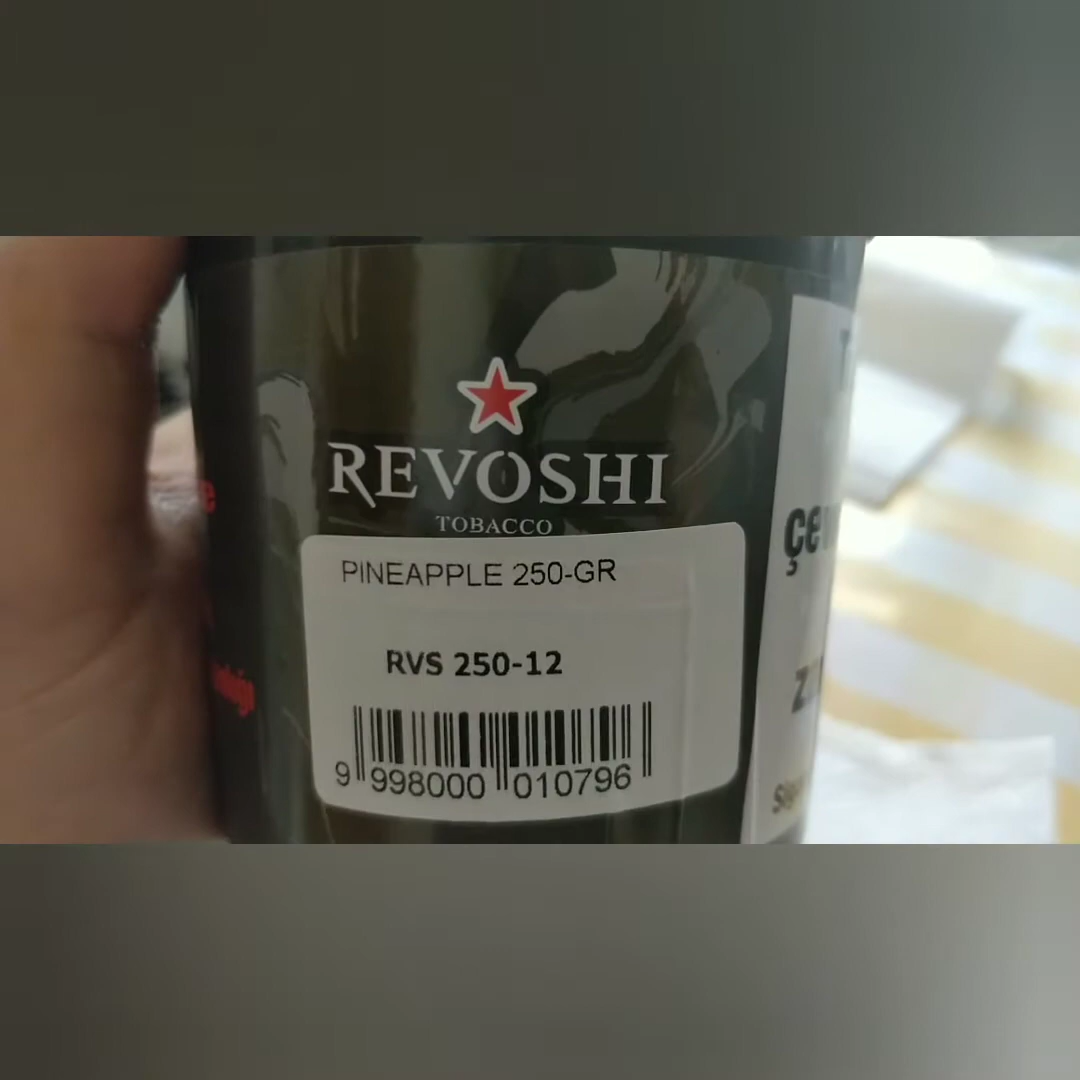 REVOSHI
TOBACCO
PINEAPPLE 250-GR
RVS 250-12
9 998000 010796